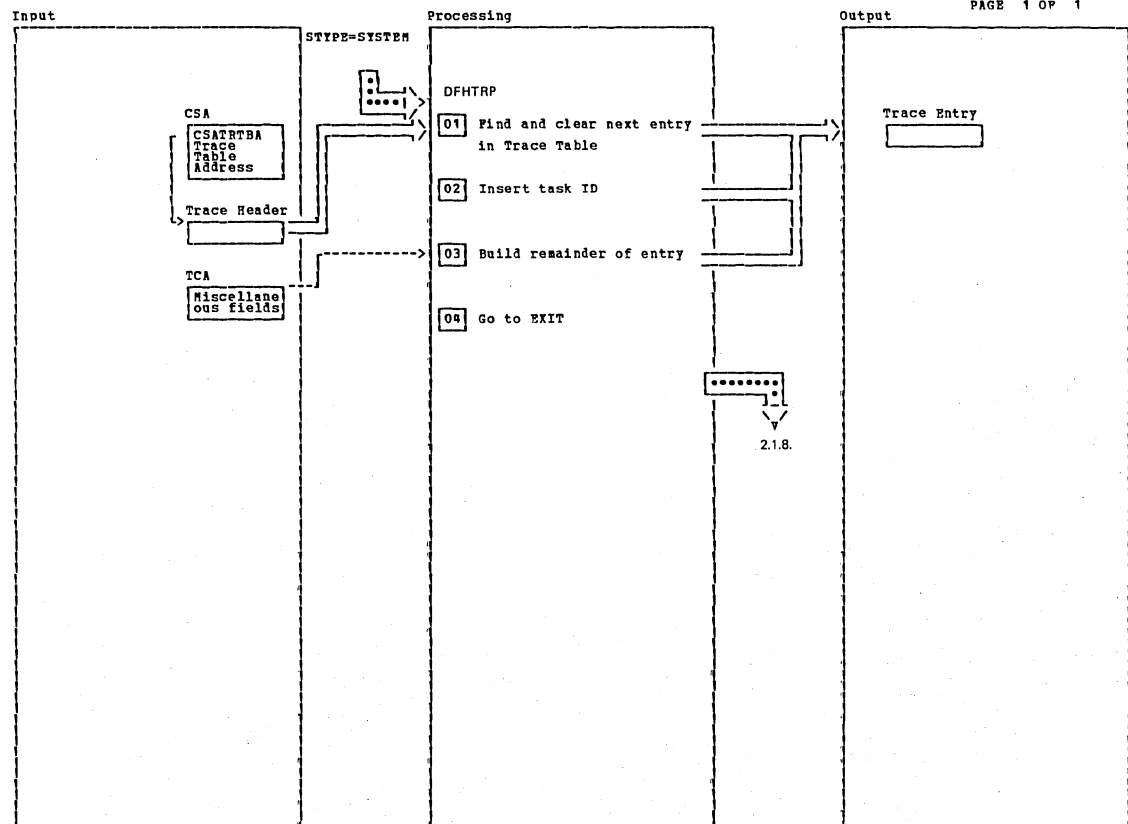 PAGE 1 OF 1
Input
Processing
Output
STYPE=SYSTEM
DFHTRP
CSA
CSATRTBA
Trace
Table
Address
01 Find and clear next entry
in Trace Table
Trace Entry
02 Insert task ID
Trace Header
03 Build remainder of entry
TCA
Miscellane
ous fields
04 Go to EXIT
2.1.8.